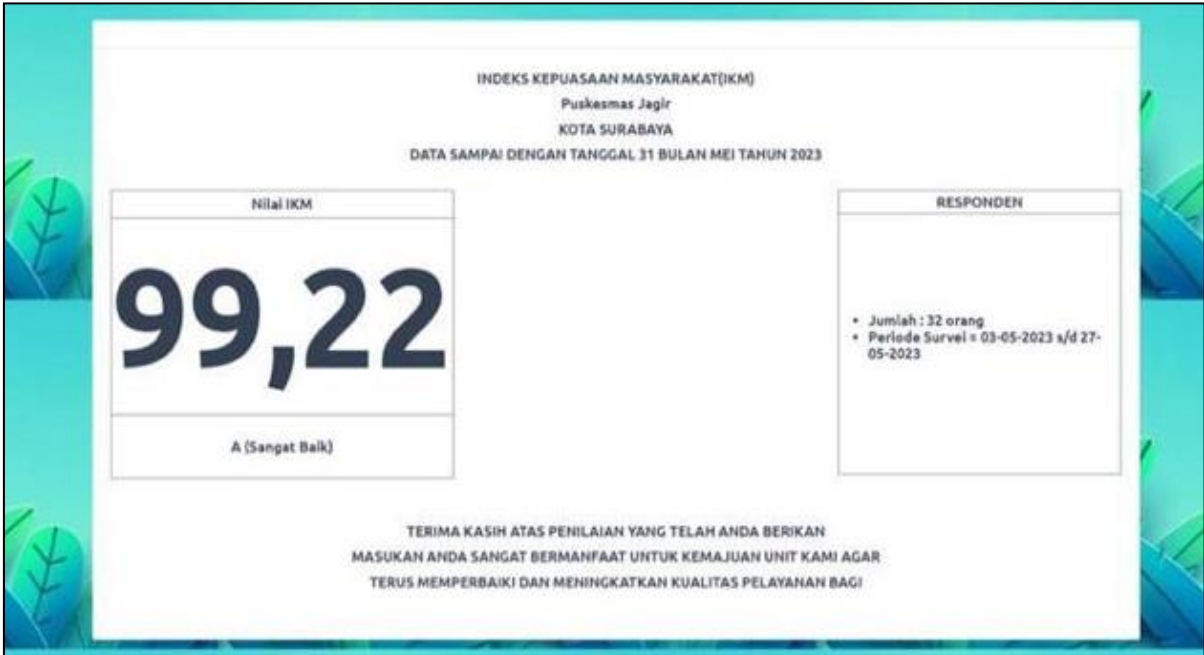 INDEKS KEPUASAAN MASYARAKAT(IKM)
Puskesmas Jagir
KOTA SURABAYA
DATA SAMPAI DENGAN TANGGAL 31 BULAN MEI TAHUN 2023
Nilai IKM
99,22
A (Sangat Baik)
RESPONDEN
• Jumlah : 32 orang
• Periode Survei = 03-05-2023 s/d 27-
05-2023
TERIMA KASIH ATAS PENILAIAN YANG TELAH ANDA BERIKAN
MASUKAN ANDA SANGAT BERMANFAAT UNTUK KEMAJUAN UNIT KAMI AGAR
TERUS MEMPERBAIKI DAN MENINGKATKAN KUALITAS PELAYANAN BAGI